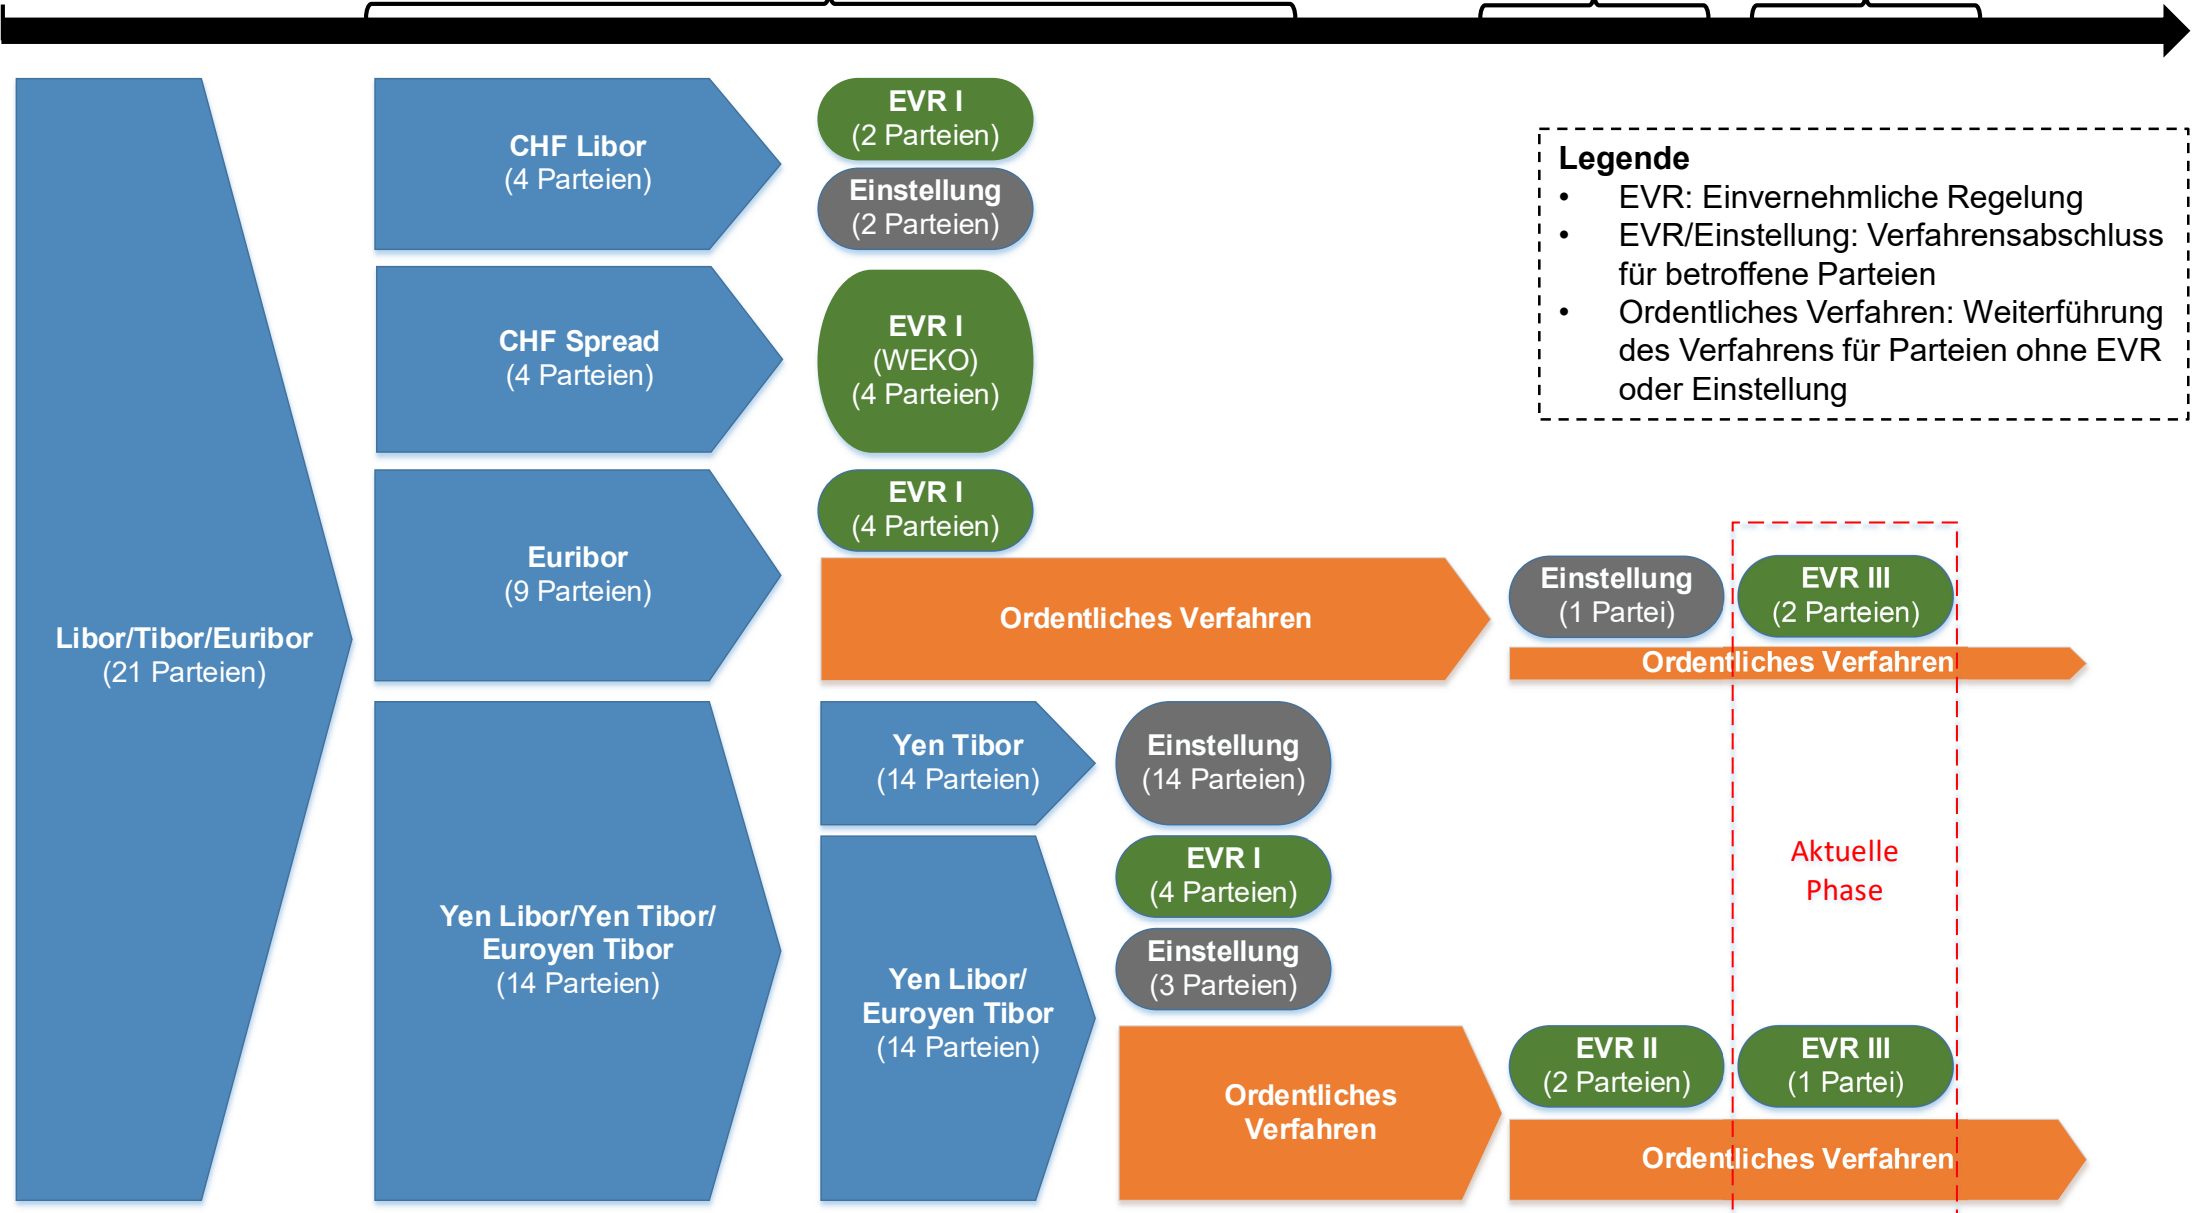 Libor/Tibor/Euribor
(21 Parteien)
CHF Libor
(4 Parteien)
EVR I
(2 Parteien)
Einstellung
(2 Parteien)
CHF Spread
(4 Parteien)
EVR I
(WEKO)
(4 Parteien)
Euribor
(9 Parteien)
EVR I
(4 Parteien)
Ordentliches Verfahren
Einstellung
(1 Partei)
EVR III
(2 Parteien)
Ordentliches Verfahren
Yen Libor/Yen Tibor/
Euroyen Tibor
(14 Parteien)
Yen Tibor
(14 Parteien)
Einstellung
(14 Parteien)
Yen Libor/
Euroyen Tibor
(14 Parteien)
EVR I
(4 Parteien)
Einstellung
(3 Parteien)
Ordentliches
Verfahren
EVR II
(2 Parteien)
EVR III
(1 Partei)
Ordentliches Verfahren
Aktuelle
Phase
Legende
• EVR: Einvernehmliche Regelung
• EVR/Einstellung: Verfahrensabschluss
für betroffene Parteien
• Ordentliches Verfahren: Weiterführung
des Verfahrens für Parteien ohne EVR
oder Einstellung